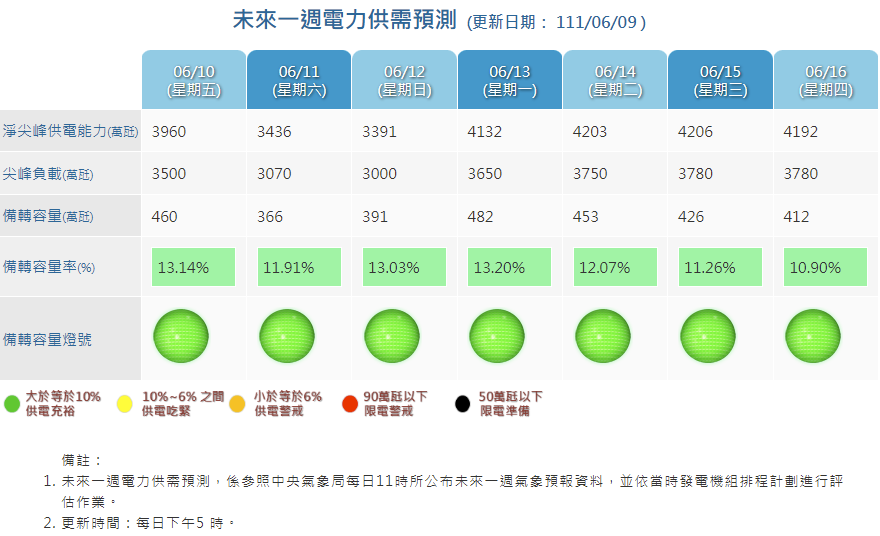 未來一週電力供需預測 (更新日期： 111/06/09 )
06/10 06/11 06/12 06/13 06/14 06/15 06/16
(星期五) (星期六) (星期日) (星期一) (星期二) (星期三) (星期四)
淨尖峰供電能力(萬瓩) 3960 3436 3391 4132 4203 4206 4192
尖峰負載(萬瓩) 3500 3070 3000 3650 3750 3780 3780
備轉容量(萬瓩) 460 366 391 482 453 426 412
備轉容量率(%) 13.14% 11.91% 13.03% 13.20% 12.07% 11.26% 10.90%
備轉容量燈號
大於等於10% 10%~6% 之間 小於等於6% 90萬瓩以下 50萬瓩以下
供電充裕 供電吃緊 供電警戒 限電警戒 限電準備
備註：
1. 未來一週電力供需預測，係參照中央氣象局每日11時所公布未來一週氣象預報資料，並依當時發電機組排程計劃進行評
估作業。
2. 更新時間：每日下午5 時。